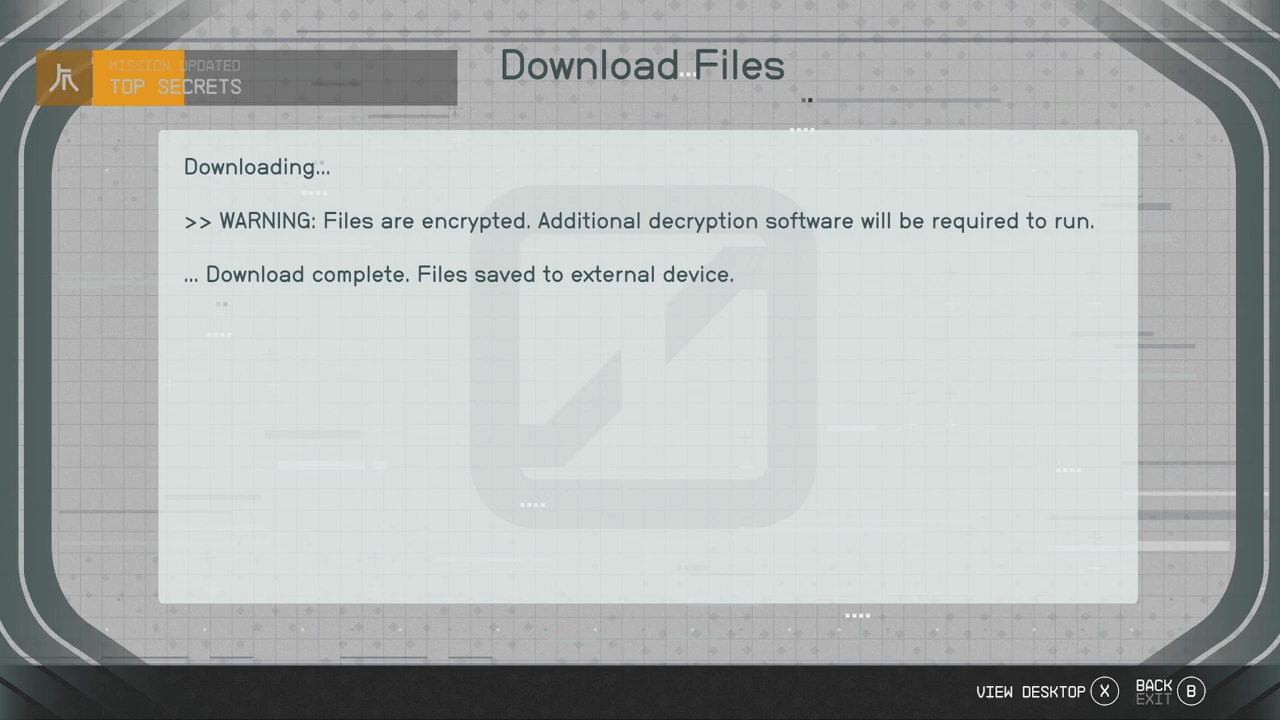 MISSION UPDATED
TOP SECRETS
Download Files
Downloading...
>> WARNING: Files are encrypted. Additional decryption software will be required to run.
... Download complete. Files saved to external device.
VIEW DESKTOP X
BACK B
EXIT